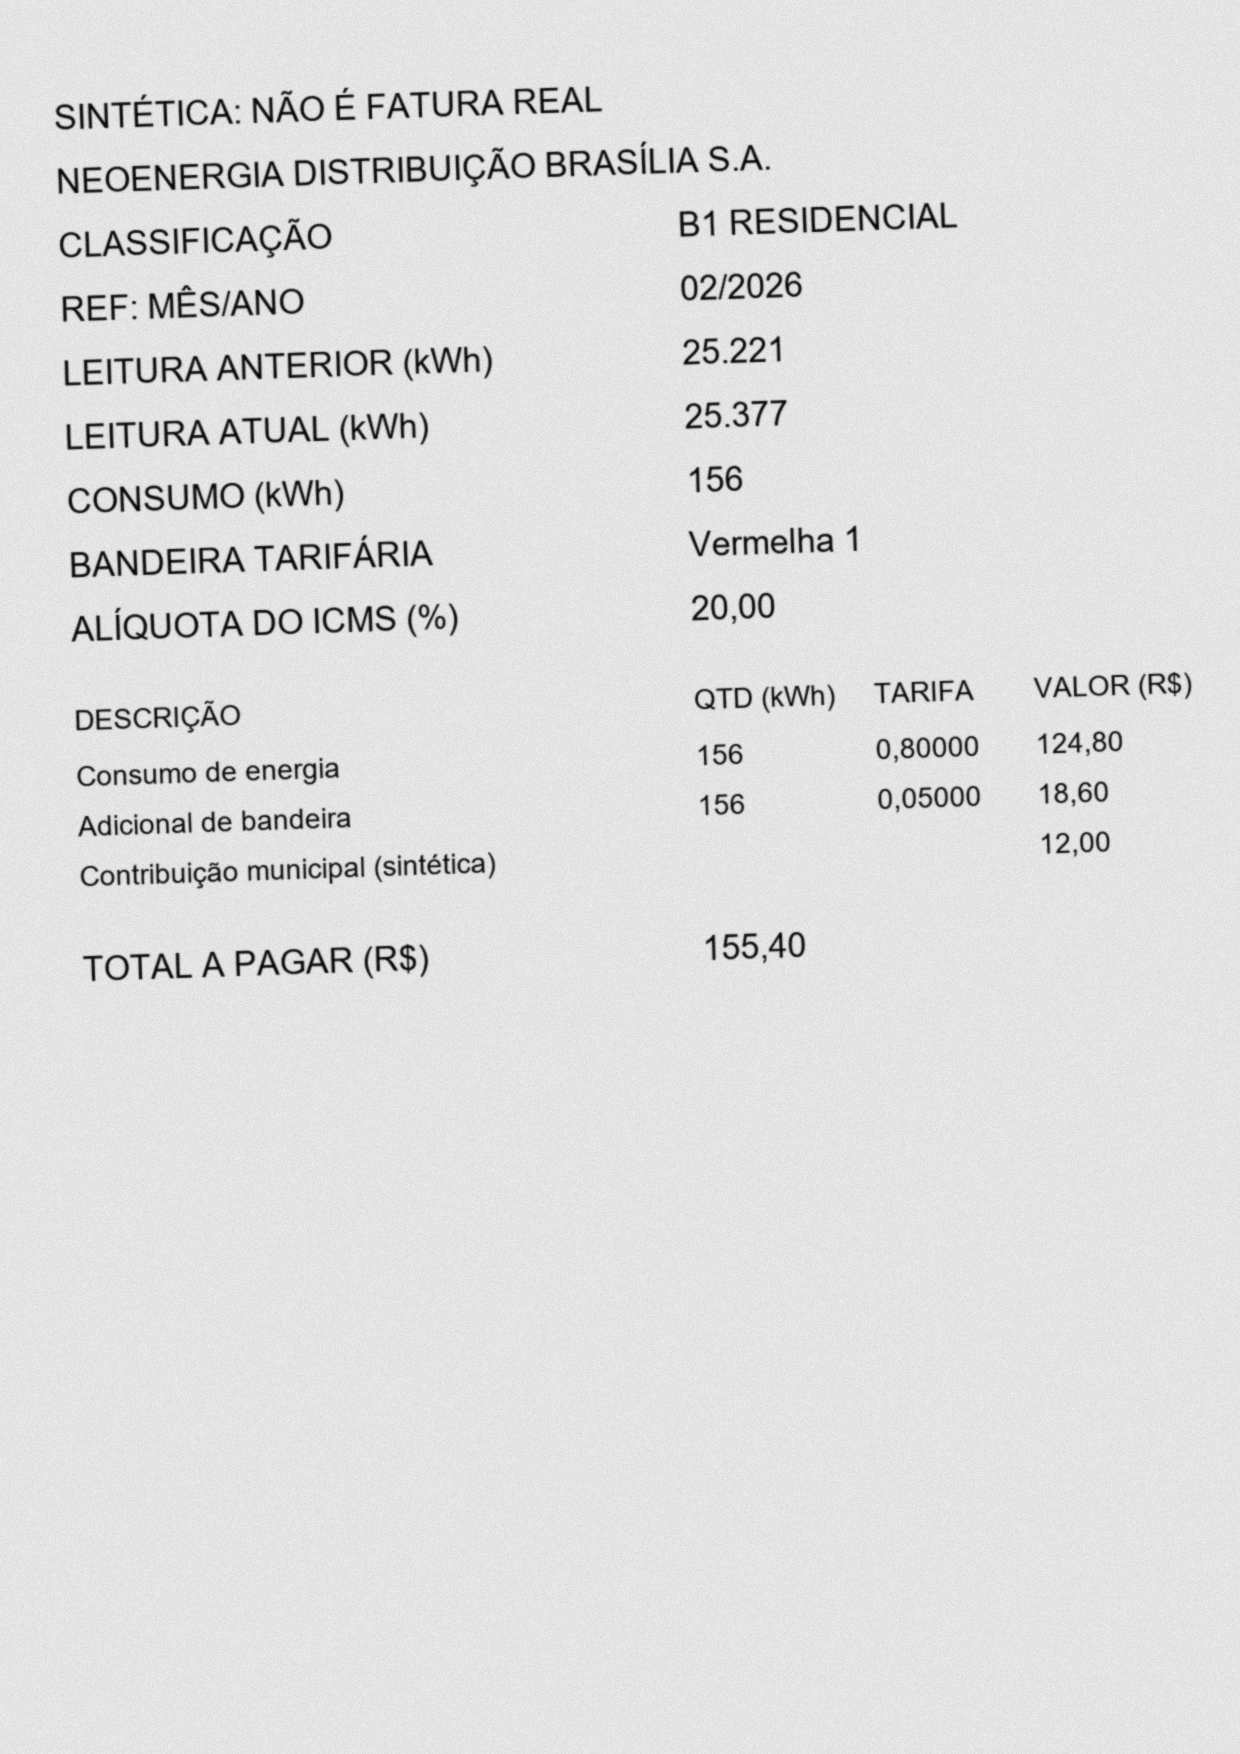 SINTÉTICA: NÃO É FATURA REAL
NEOENERGIA DISTRIBUIÇÃO BRASÍLIA S.A.
CLASSIFICAÇÃO B1 RESIDENCIAL
REF: MÊS/ANO 02/2026
LEITURA ANTERIOR (kWh) 25.221
LEITURA ATUAL (kWh) 25.377
CONSUMO (kWh) 156
BANDEIRA TARIFÁRIA Vermelha 1
ALÍQUOTA DO ICMS (%) 20,00
DESCRIÇÃO QTD (kWh) TARIFA VALOR (R$)
Consumo de energia 156 0,80000 124,80
Adicional de bandeira 156 0,05000 18,60
Contribuição municipal (sintética) 12,00
TOTAL A PAGAR (R$) 155,40